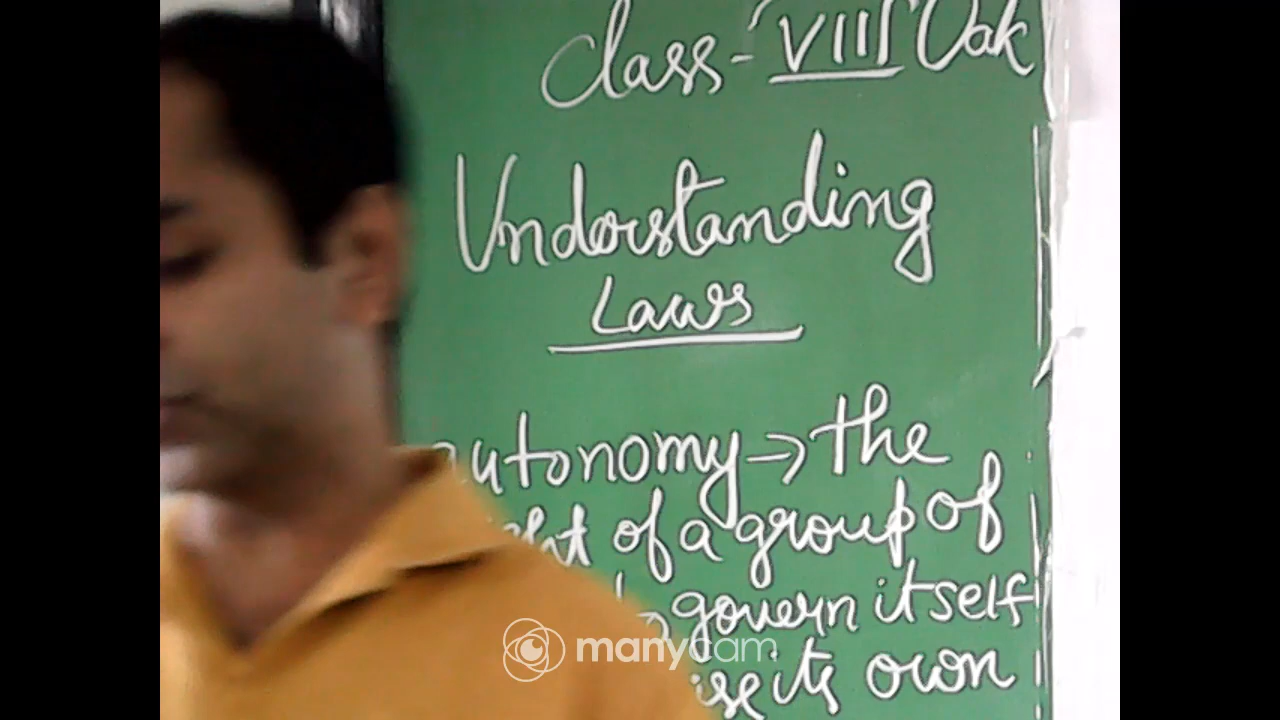 Class - "VIII" Oak
Understanding
Laws
autonomy → the
of a group of
govern itself
its own
manycam